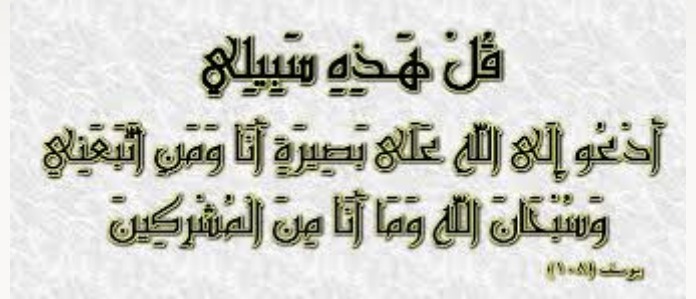 قُلْ هَذِهِ سَبِيلِي
أَدْعُو إِلَى اللَّهِ عَلَى بَصِيرَةٍ أَنَا وَمَنِ اتَّبَعَنِي
وَسُبْحَانَ اللَّهِ وَمَا أَنَا مِنَ الْمُشْرِكِينَ
يوسف (١٠٨)